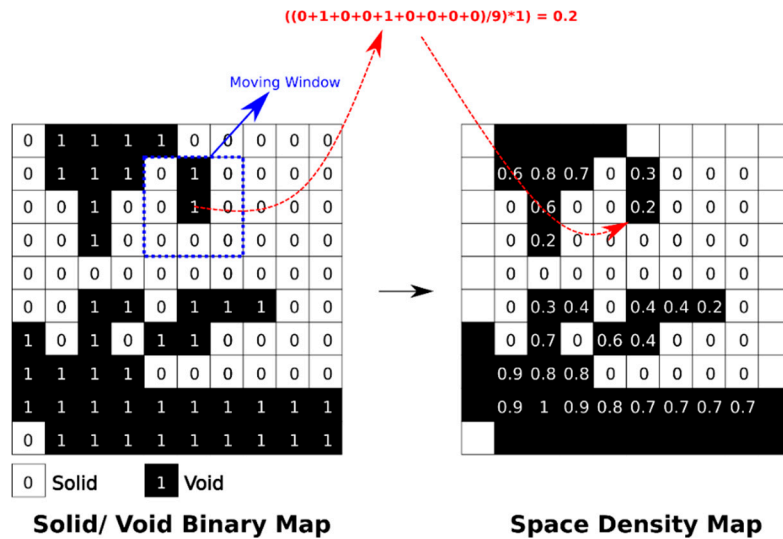 ((0+1+0+0+1+0+0+0+0)/9)*1) = 0.2
Moving Window
0 1 1 1 1 0 0 0 0 0
0 1 1 1 0 1 0 0 0 0
0 0 1 0 0 1 0 0 0 0
0 0 1 0 0 0 0 0 0 0
0 0 0 0 0 0 0 0 0 0
0 0 1 1 0 1 1 1 0 0
1 0 1 0 1 1 0 0 0 0
1 1 1 1 0 0 0 0 0 0
1 1 1 1 1 1 1 1 1 1
0 1 1 1 1 1 1 1 1 1
0 Solid 1 Void
Solid/ Void Binary Map
0.6 0.8 0.7 0 0.3 0 0 0
0 0.6 0 0 0.2 0 0 0
0 0.2 0 0 0 0 0 0
0 0 0 0 0 0 0 0
0 0.3 0.4 0 0.4 0.4 0.2 0
0 0.7 0 0.6 0.4 0 0 0
0.9 0.8 0.8 0 0 0 0 0
0.9 1 0.9 0.8 0.7 0.7 0.7 0.7
Space Density Map